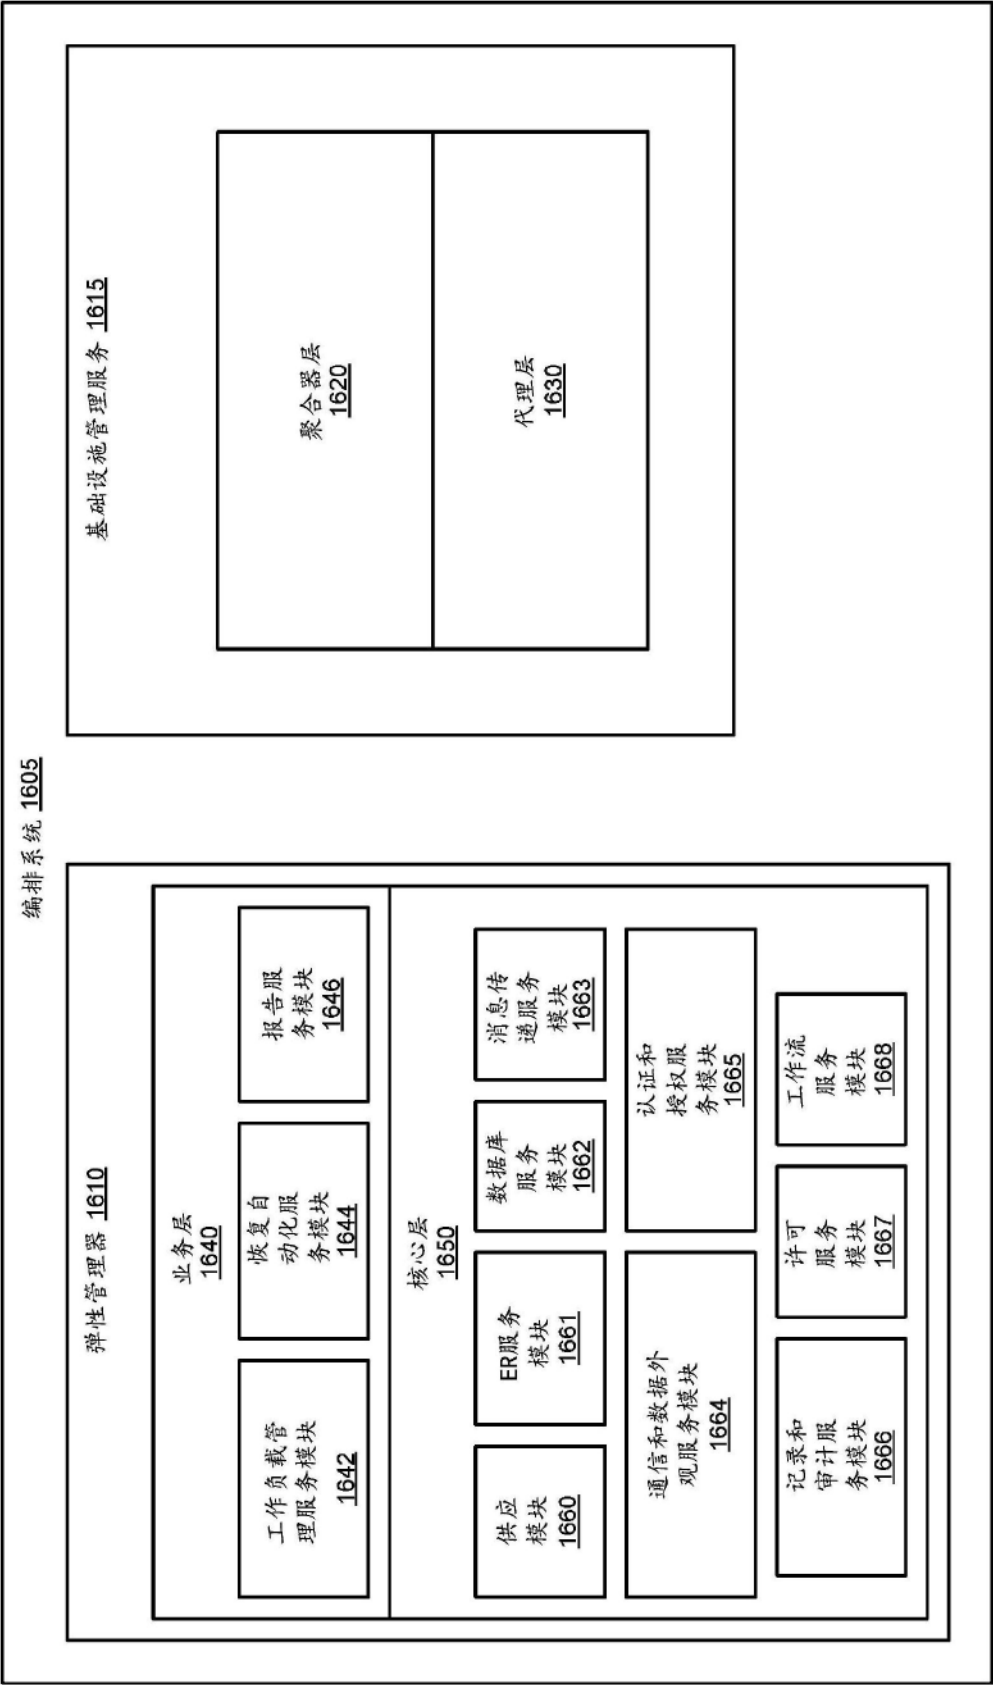 编排系统 1605
弹性管理器 1610
业务层
1640
工作负载管
理服务模块
1642
恢复自
动化服
务模块
1644
报告服
务模块
1646
核心层
1650
供应
模块
1660
ER服务
模块
1661
数据库
服务
模块
1662
消息传
递服务
模块
1663
通信和数据外
观服务模块
1664
认证和
授权服
务模块
1665
记录和
审计服
务模块
1666
许可
服务
模块
1667
工作流
服务
模块
1668
基础设施管理服务 1615
聚合器层
1620
代理层
1630